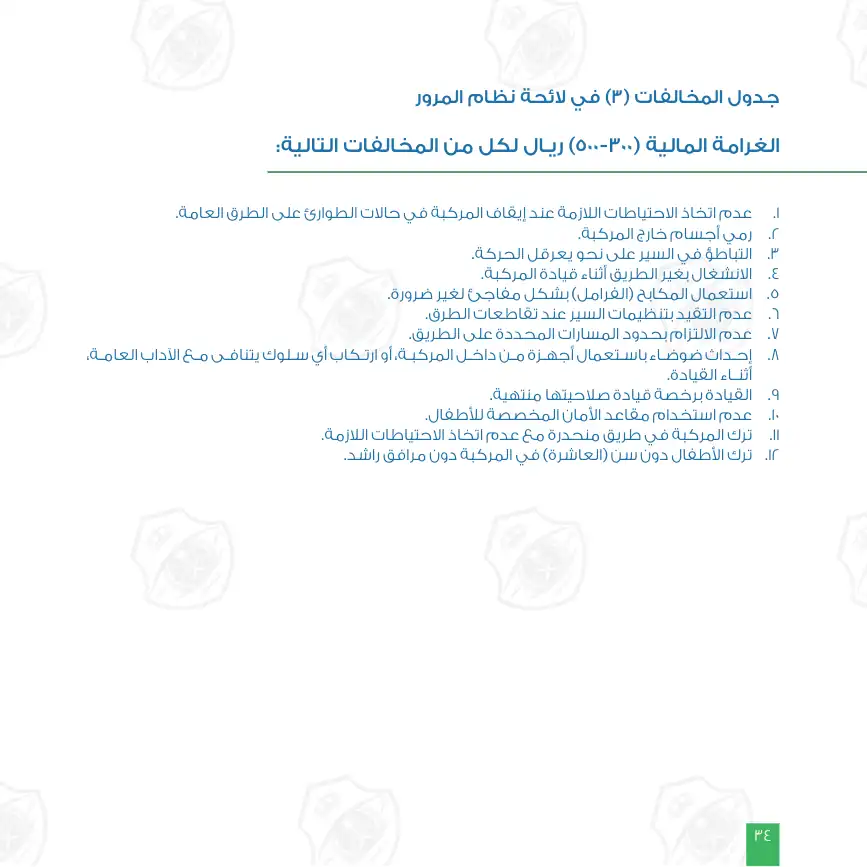 جدول المخالفات (٣) في لائحة نظام المرور
الغرامة المالية (٣٠٠-٥٠٠) ريال لكل من المخالفات التالية:
١. عدم اتخاذ الاحتياطات اللازمة عند إيقاف المركبة في حالات الطوارئ على الطرق العامة.
٢. رمي أجسام خارج المركبة.
٣. التباطؤ في السير على نحو يعرقل الحركة.
٤. الانشغال بغير الطريق أثناء قيادة المركبة.
٥. استعمال المكابح (الفرامل) بشكل مفاجئ لغير ضرورة.
٦. عدم التقيد بتنظيمات السير عند تقاطعات الطرق.
٧. عدم الالتزام بحدود المسارات المحددة على الطريق.
٨. إحداث ضوضاء باستعمال أجهزة من داخل المركبة، أو ارتكاب أي سلوك يتنافى مع الآداب العامة،
أثناء القيادة.
٩. القيادة برخصة قيادة صلاحيتها منتهية.
١٠. عدم استخدام مقاعد الأمان المخصصة للأطفال.
١١. ترك المركبة في طريق منحدرة مع عدم اتخاذ الاحتياطات اللازمة.
١٢. ترك الأطفال دون سن (العاشرة) في المركبة دون مرافق راشد.
٣٤